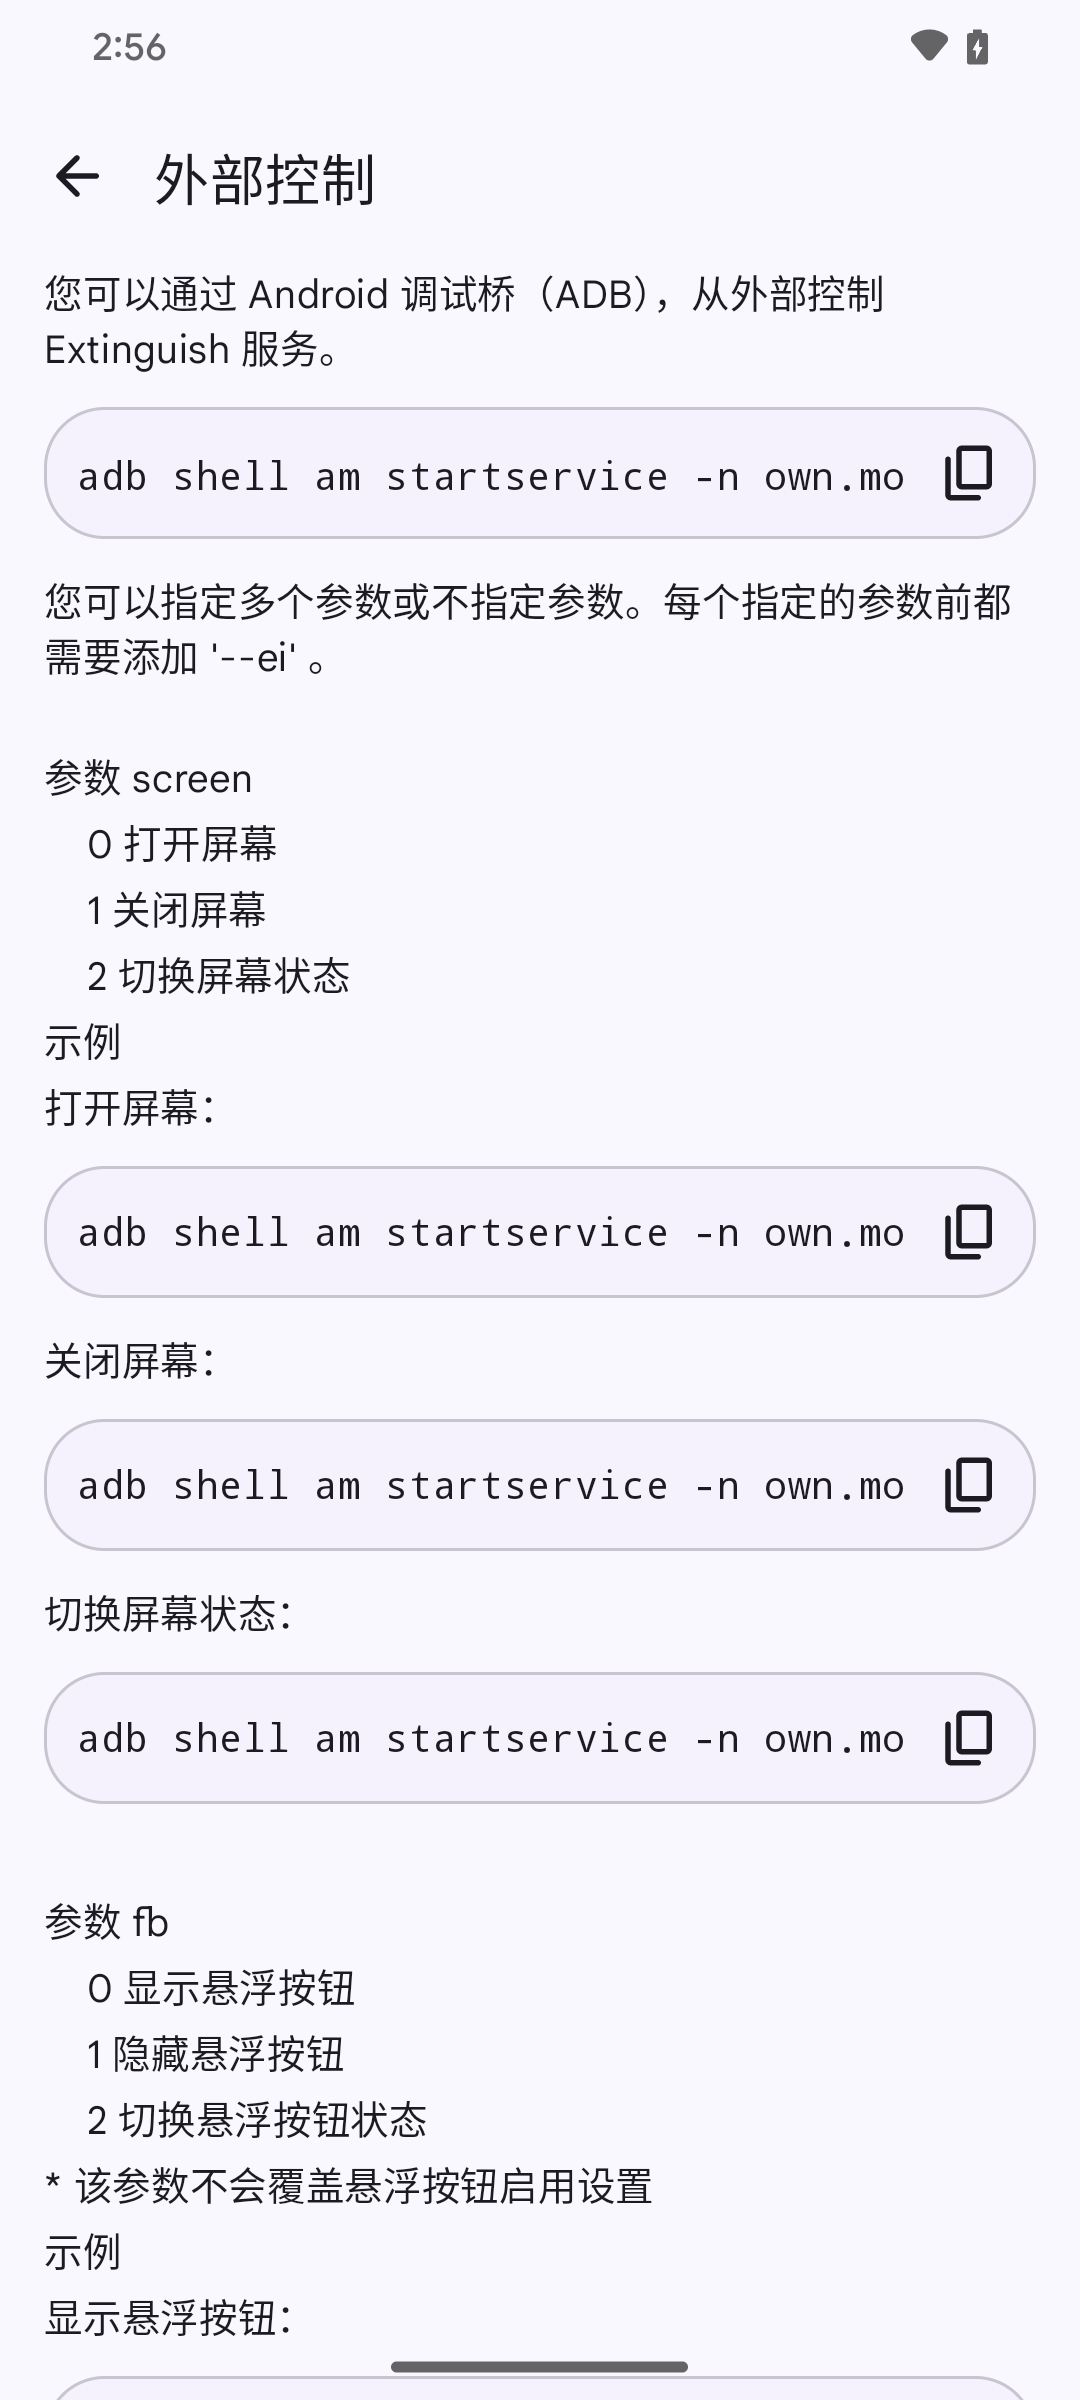 2:56
外部控制
您可以通过 Android 调试桥（ADB），从外部控制
Extinguish 服务。
adb shell am startservice -n own.mo
您可以指定多个参数或不指定参数。每个指定的参数前都
需要添加 '--ei' 。
参数 screen
0 打开屏幕
1 关闭屏幕
2 切换屏幕状态
示例
打开屏幕：
adb shell am startservice -n own.mo
关闭屏幕：
adb shell am startservice -n own.mo
切换屏幕状态：
adb shell am startservice -n own.mo
参数 fb
0 显示悬浮按钮
1 隐藏悬浮按钮
2 切换悬浮按钮状态
* 该参数不会覆盖悬浮按钮启用设置
示例
显示悬浮按钮：